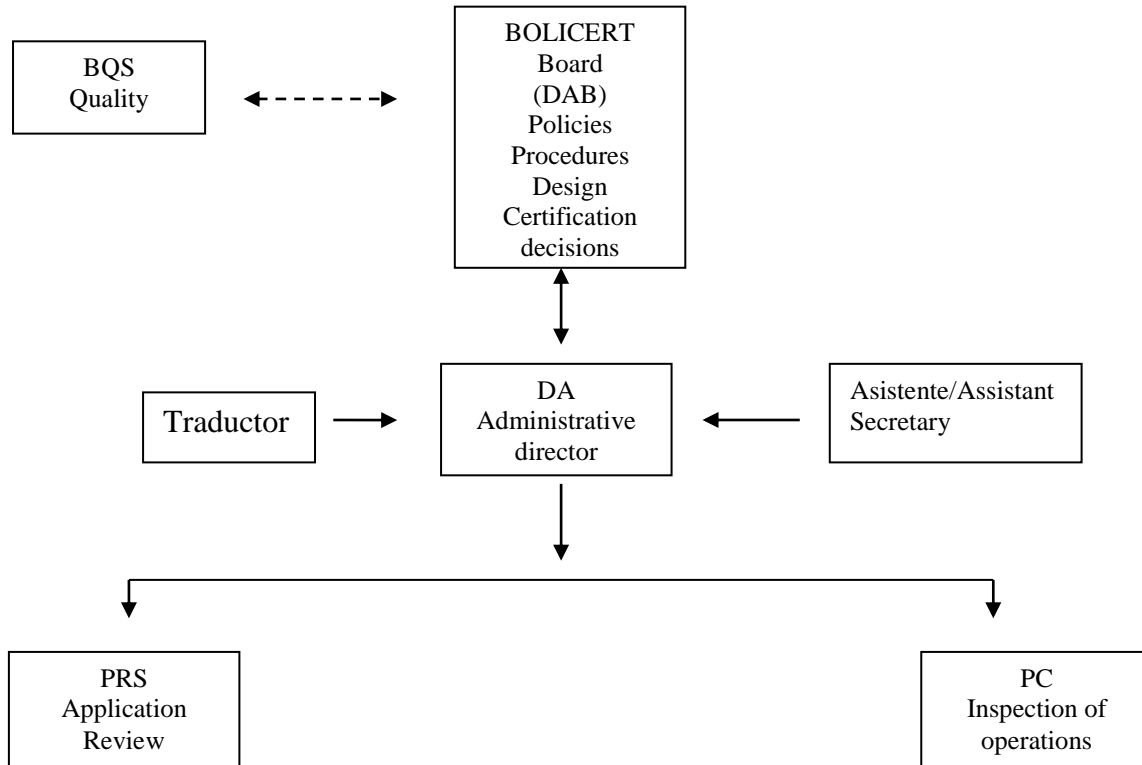 BQS
Quality
BOLICERT
Board
(DAB)
Policies
Procedures
Design
Certification
decisions
Traductor
DA
Administrative
director
Asistente/Assistant
Secretary
PRS
Application
Review
PC
Inspection of
operations